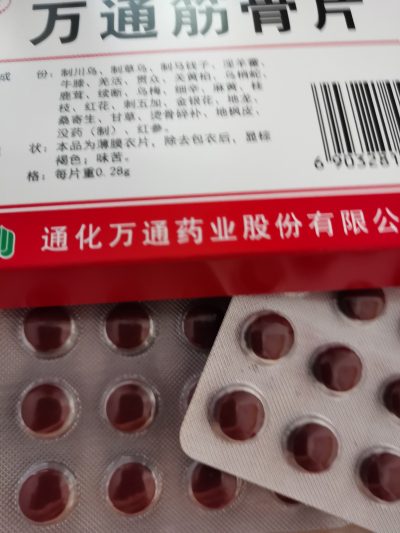 万通筋骨片
成 份：制川乌、制草乌、制马钱子、淫羊藿、
牛膝、羌活、贯众、关黄柏、乌梢蛇、
鹿茸、续断、乌梅、细辛、麻黄、桂
枝、红花、刺五加、金银花、地龙、
桑寄生、甘草、烫骨碎补、地枫皮、
没药（制）、红参。
状：本品为薄膜衣片，除去包衣后，显棕
褐色；味苦。
格：每片重0.28g
6 903281
通化万通药业股份有限公